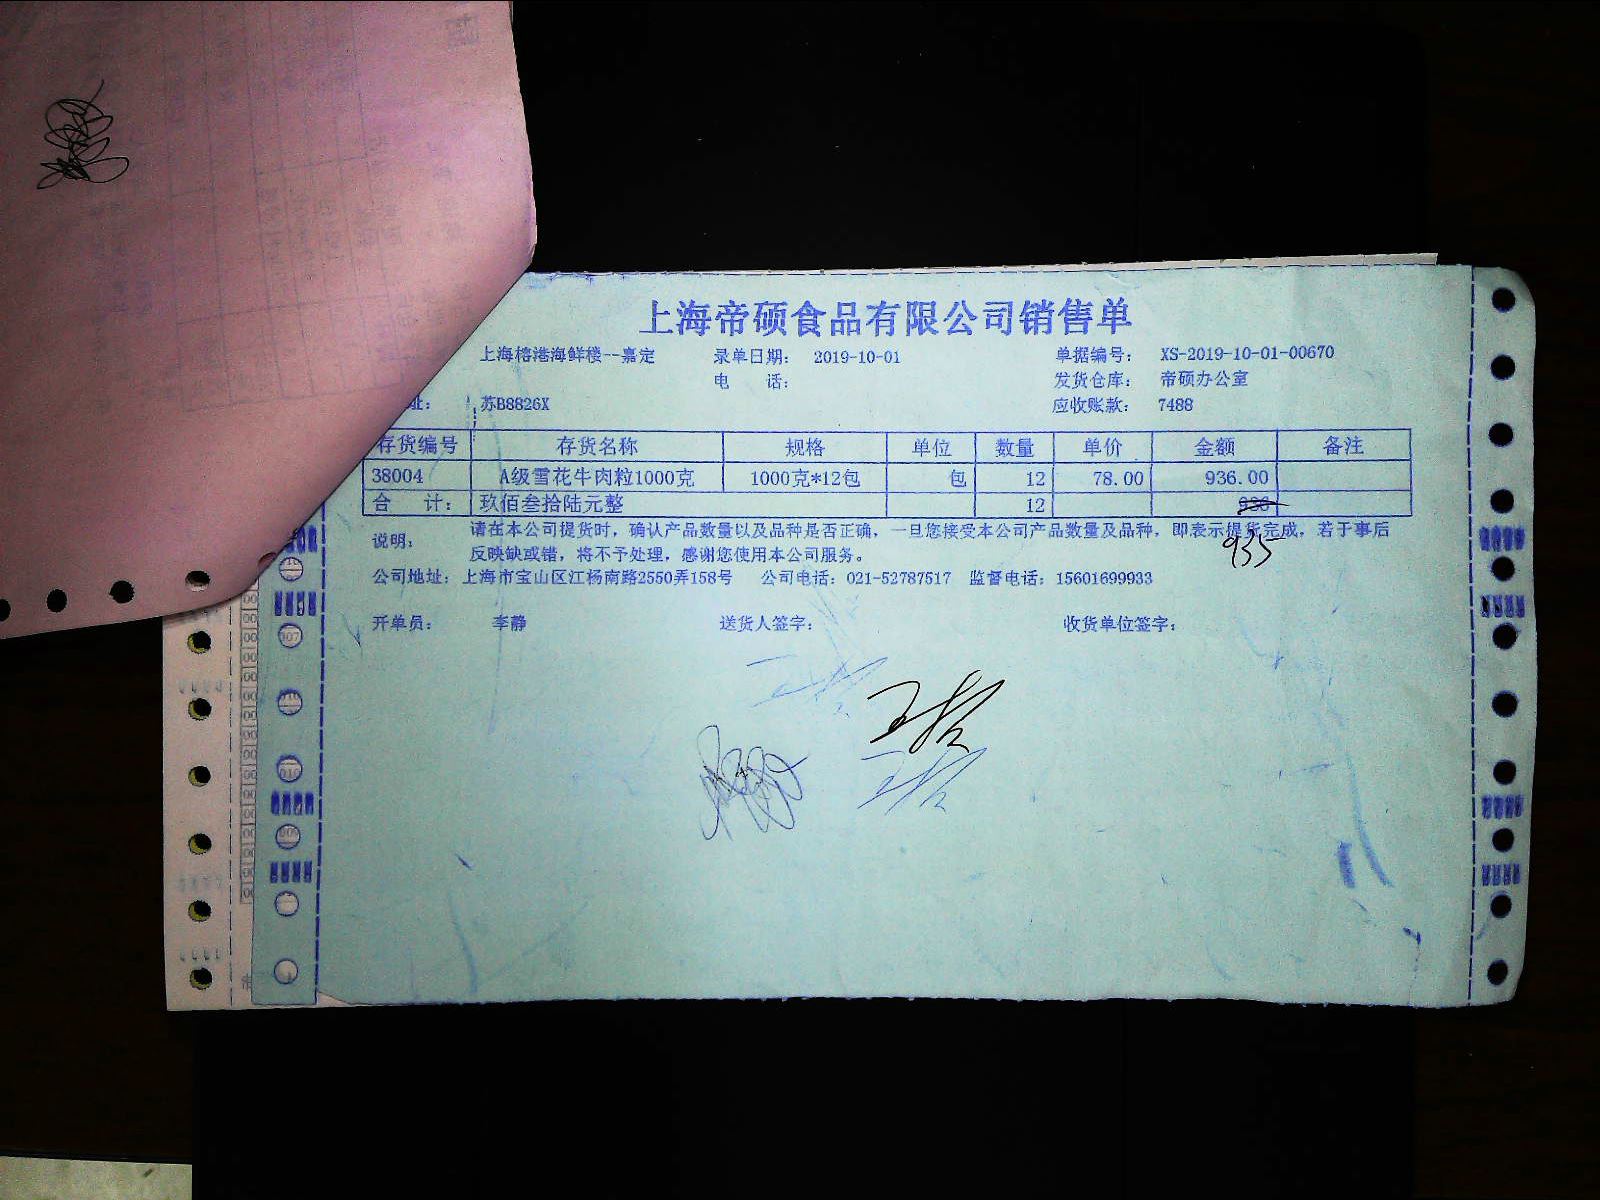 上海帝硕食品有限公司销售单
上海榕港海鲜楼--嘉定 录单日期: 2019-10-01 单据编号: XS-2019-10-01-00670
电 话: 发货仓库: 帝硕办公室
址: 苏B8826X 应收账款: 7488
存货编号 存货名称 规格 单位 数量 单价 金额 备注
38004 A级雪花牛肉粒1000克 1000克*12包 包 12 78.00 936.00
合 计: 玖佰叁拾陆元整 12 936
935
说明: 请在本公司提货时，确认产品数量以及品种是否正确，一旦您接受本公司产品数量及品种，即表示提货完成，若于事后
反映缺或错，将不予处理，感谢您使用本公司服务。
公司地址: 上海市宝山区江杨南路2550弄158号 公司电话: 021-52787517 监督电话: 15601699933
开单员: 李静 送货人签字: 收货单位签字: